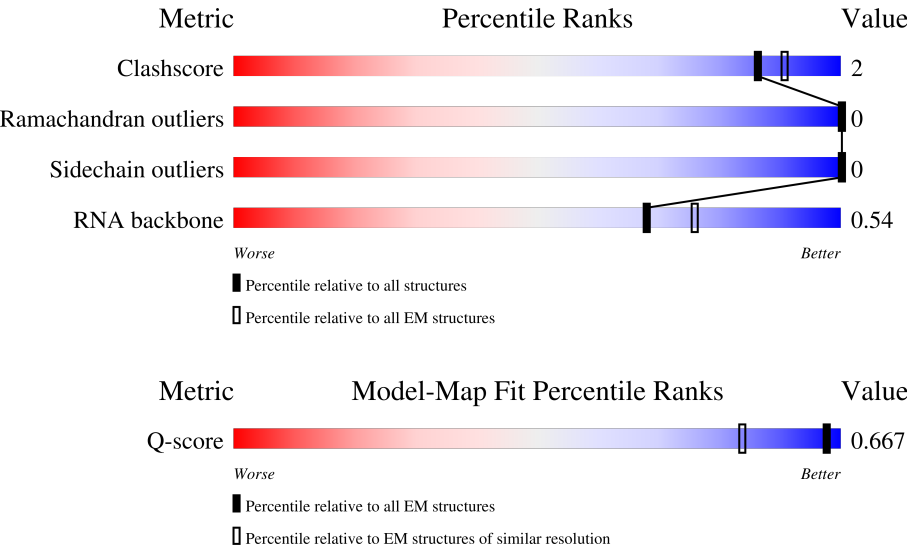 Metric Percentile Ranks Value
Clashscore 2
Ramachandran outliers 0
Sidechain outliers 0
RNA backbone 0.54
Worse Better
Percentile relative to all structures
Percentile relative to all EM structures
Metric Model-Map Fit Percentile Ranks Value
Q-score 0.667
Worse Better
Percentile relative to all EM structures
Percentile relative to EM structures of similar resolution